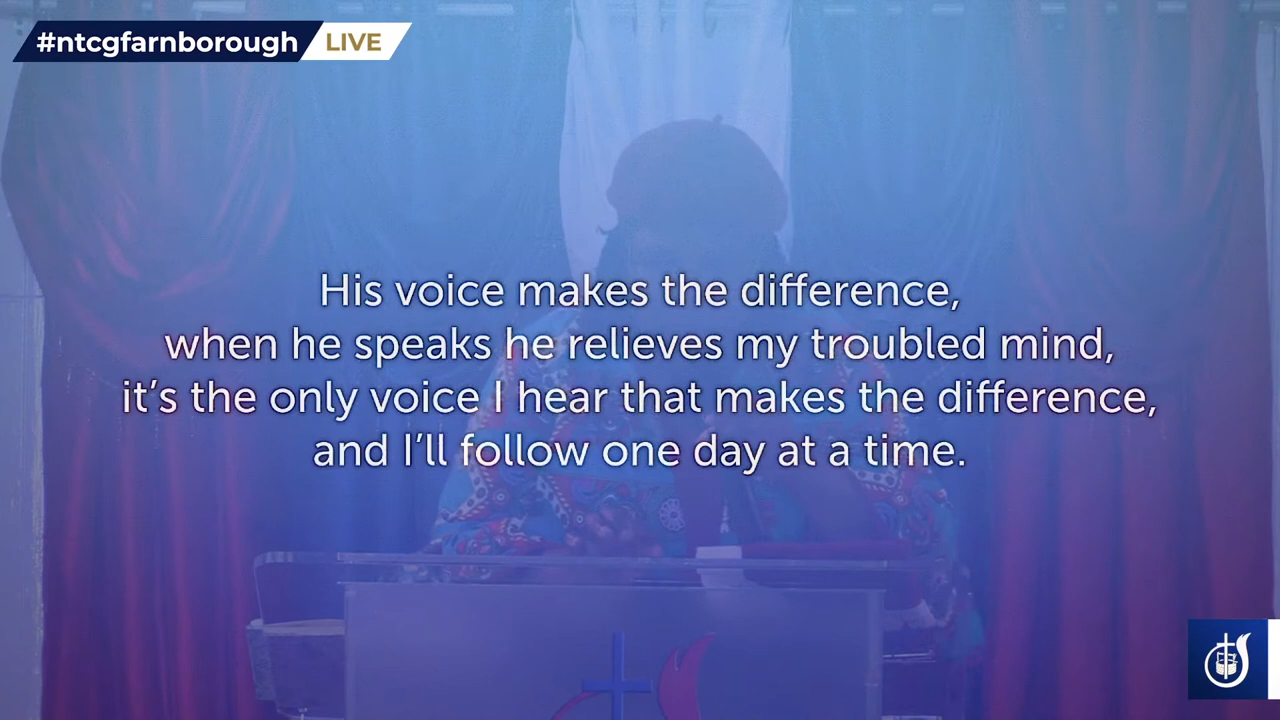 #ntcgfarnborough LIVE
His voice makes the difference,
when he speaks he relieves my troubled mind,
it’s the only voice I hear that makes the difference,
and I’ll follow one day at a time.